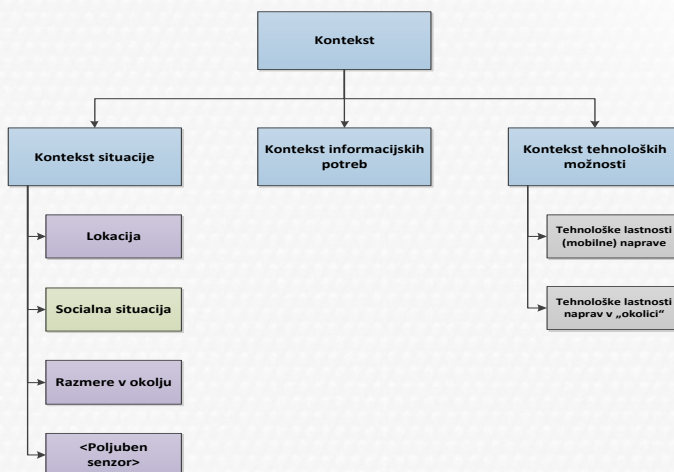 Kontekst
Kontekst situacije
Kontekst informacijskih
potreb
Kontekst tehnoloških
možnosti
Lokacija
Socialna situacija
Razmere v okolju
<Poljuben
senzor>
Tehnološke lastnosti
(mobilne) naprave
Tehnološke lastnosti
naprav v „okolici“